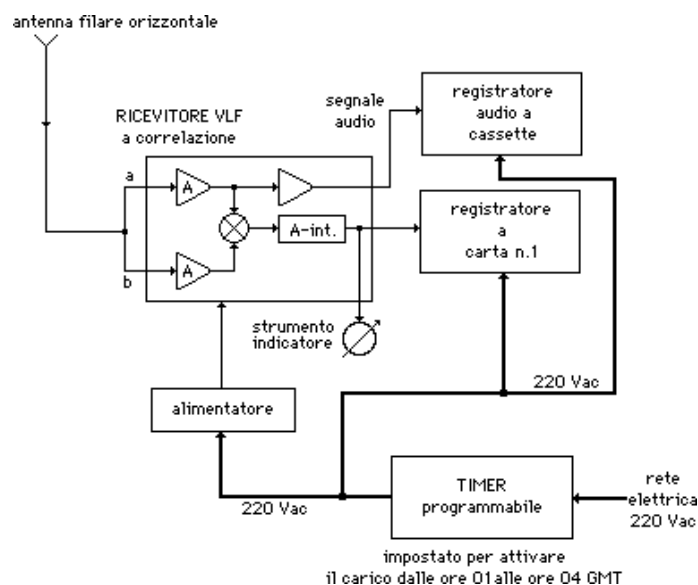 antenna filare orizzontale
RICEVITORE VLF
a correlazione
segnale
audio
registratore
audio a
cassette
a
A
A-int.
registratore
a
carta n.1
A
b
strumento
indicatore
220 Vac
alimentatore
220 Vac
TIMER
programmabile
rete
elettrica
220 Vac
impostato per attivare
il carico dalle ore 01 alle ore 04 GMT